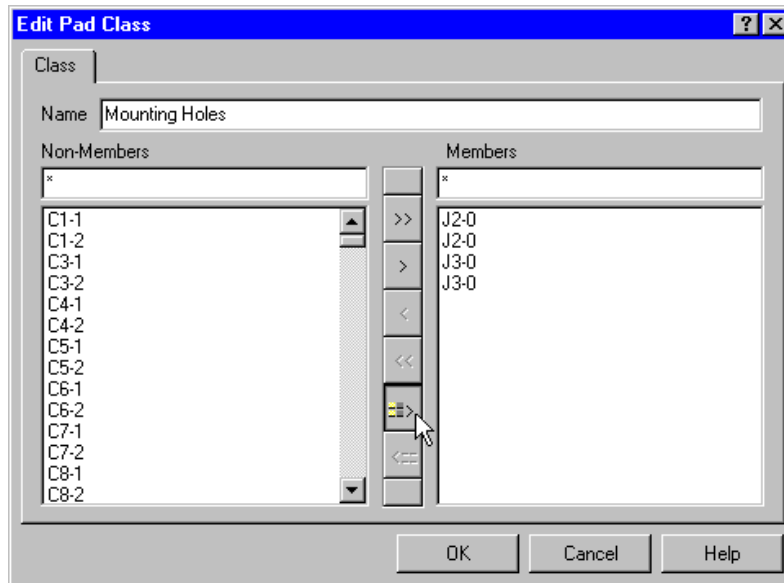 Edit Pad Class
? X
Class
Name Mounting Holes
Non-Members
Members
*
*
C1-1
C1-2
C3-1
C3-2
C4-1
C4-2
C5-1
C5-2
C6-1
C6-2
C7-1
C7-2
C8-1
C8-2
>>
>
<
<<
>
<==
J2-0
J2-0
J3-0
J3-0
OK
Cancel
Help